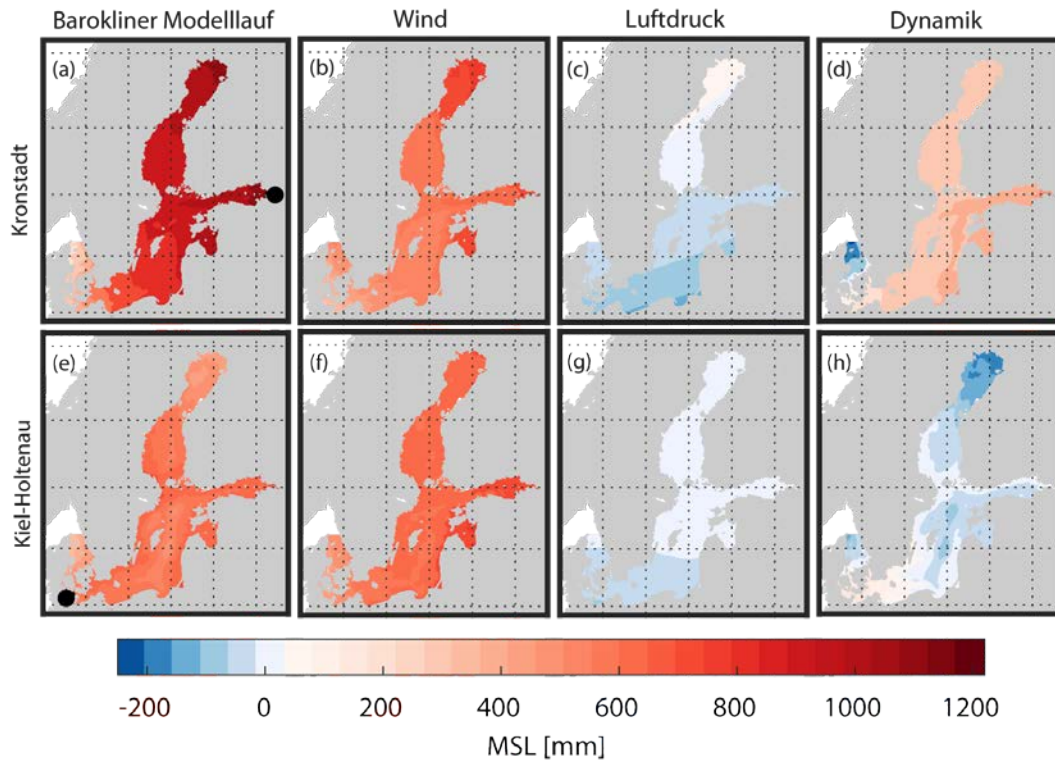 Barokliner Modelllauf Wind Luftdruck Dynamik
Kronstadt
(a) (b) (c) (d)
Kiel-Holtenau
(e) (f) (g) (h)
-200 0 200 400 600 800 1000 1200
MSL [mm]